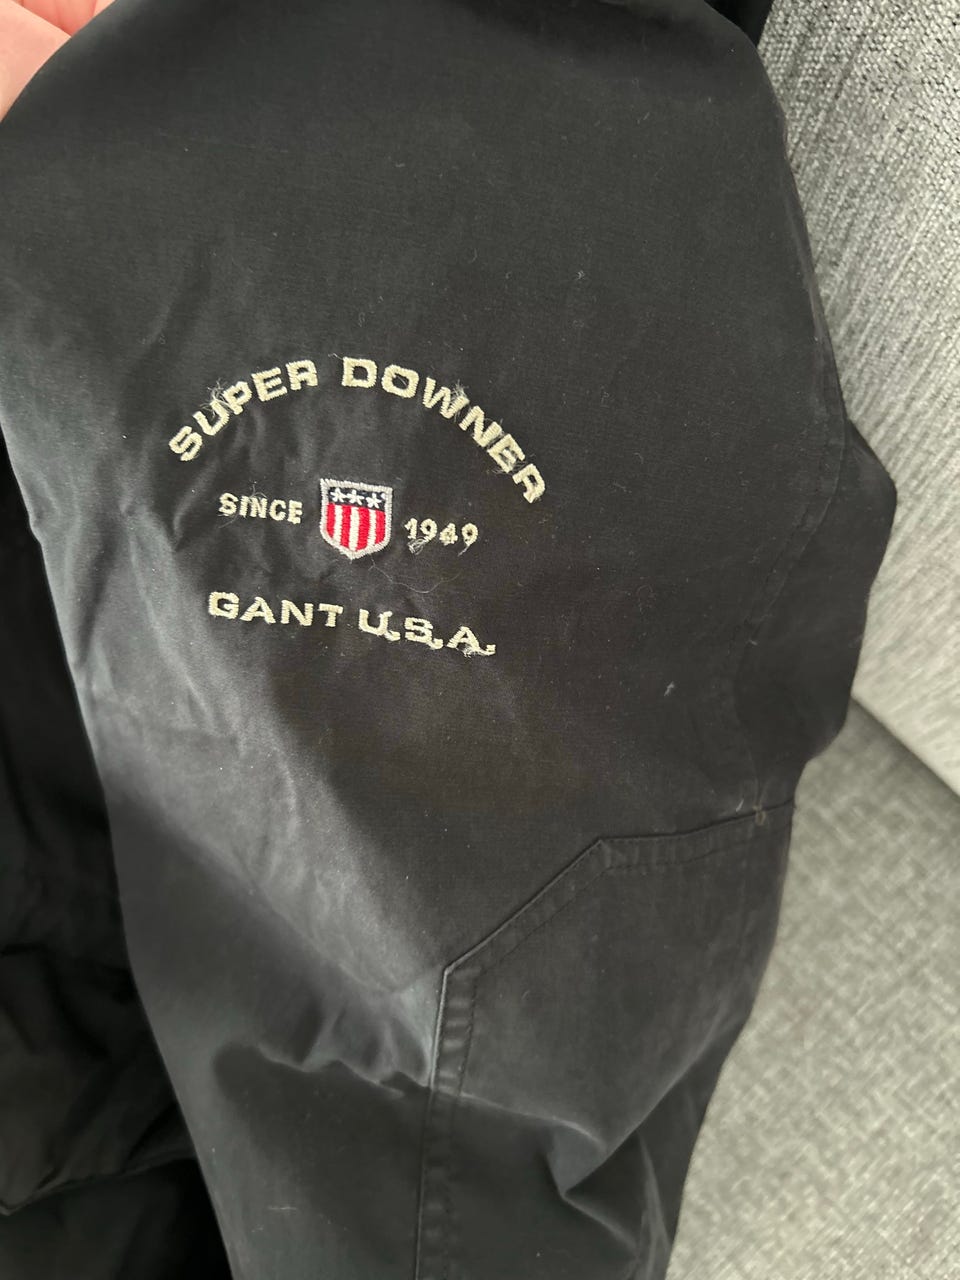 SUPER DOWNER
SINCE 1949
GANT U.S.A.